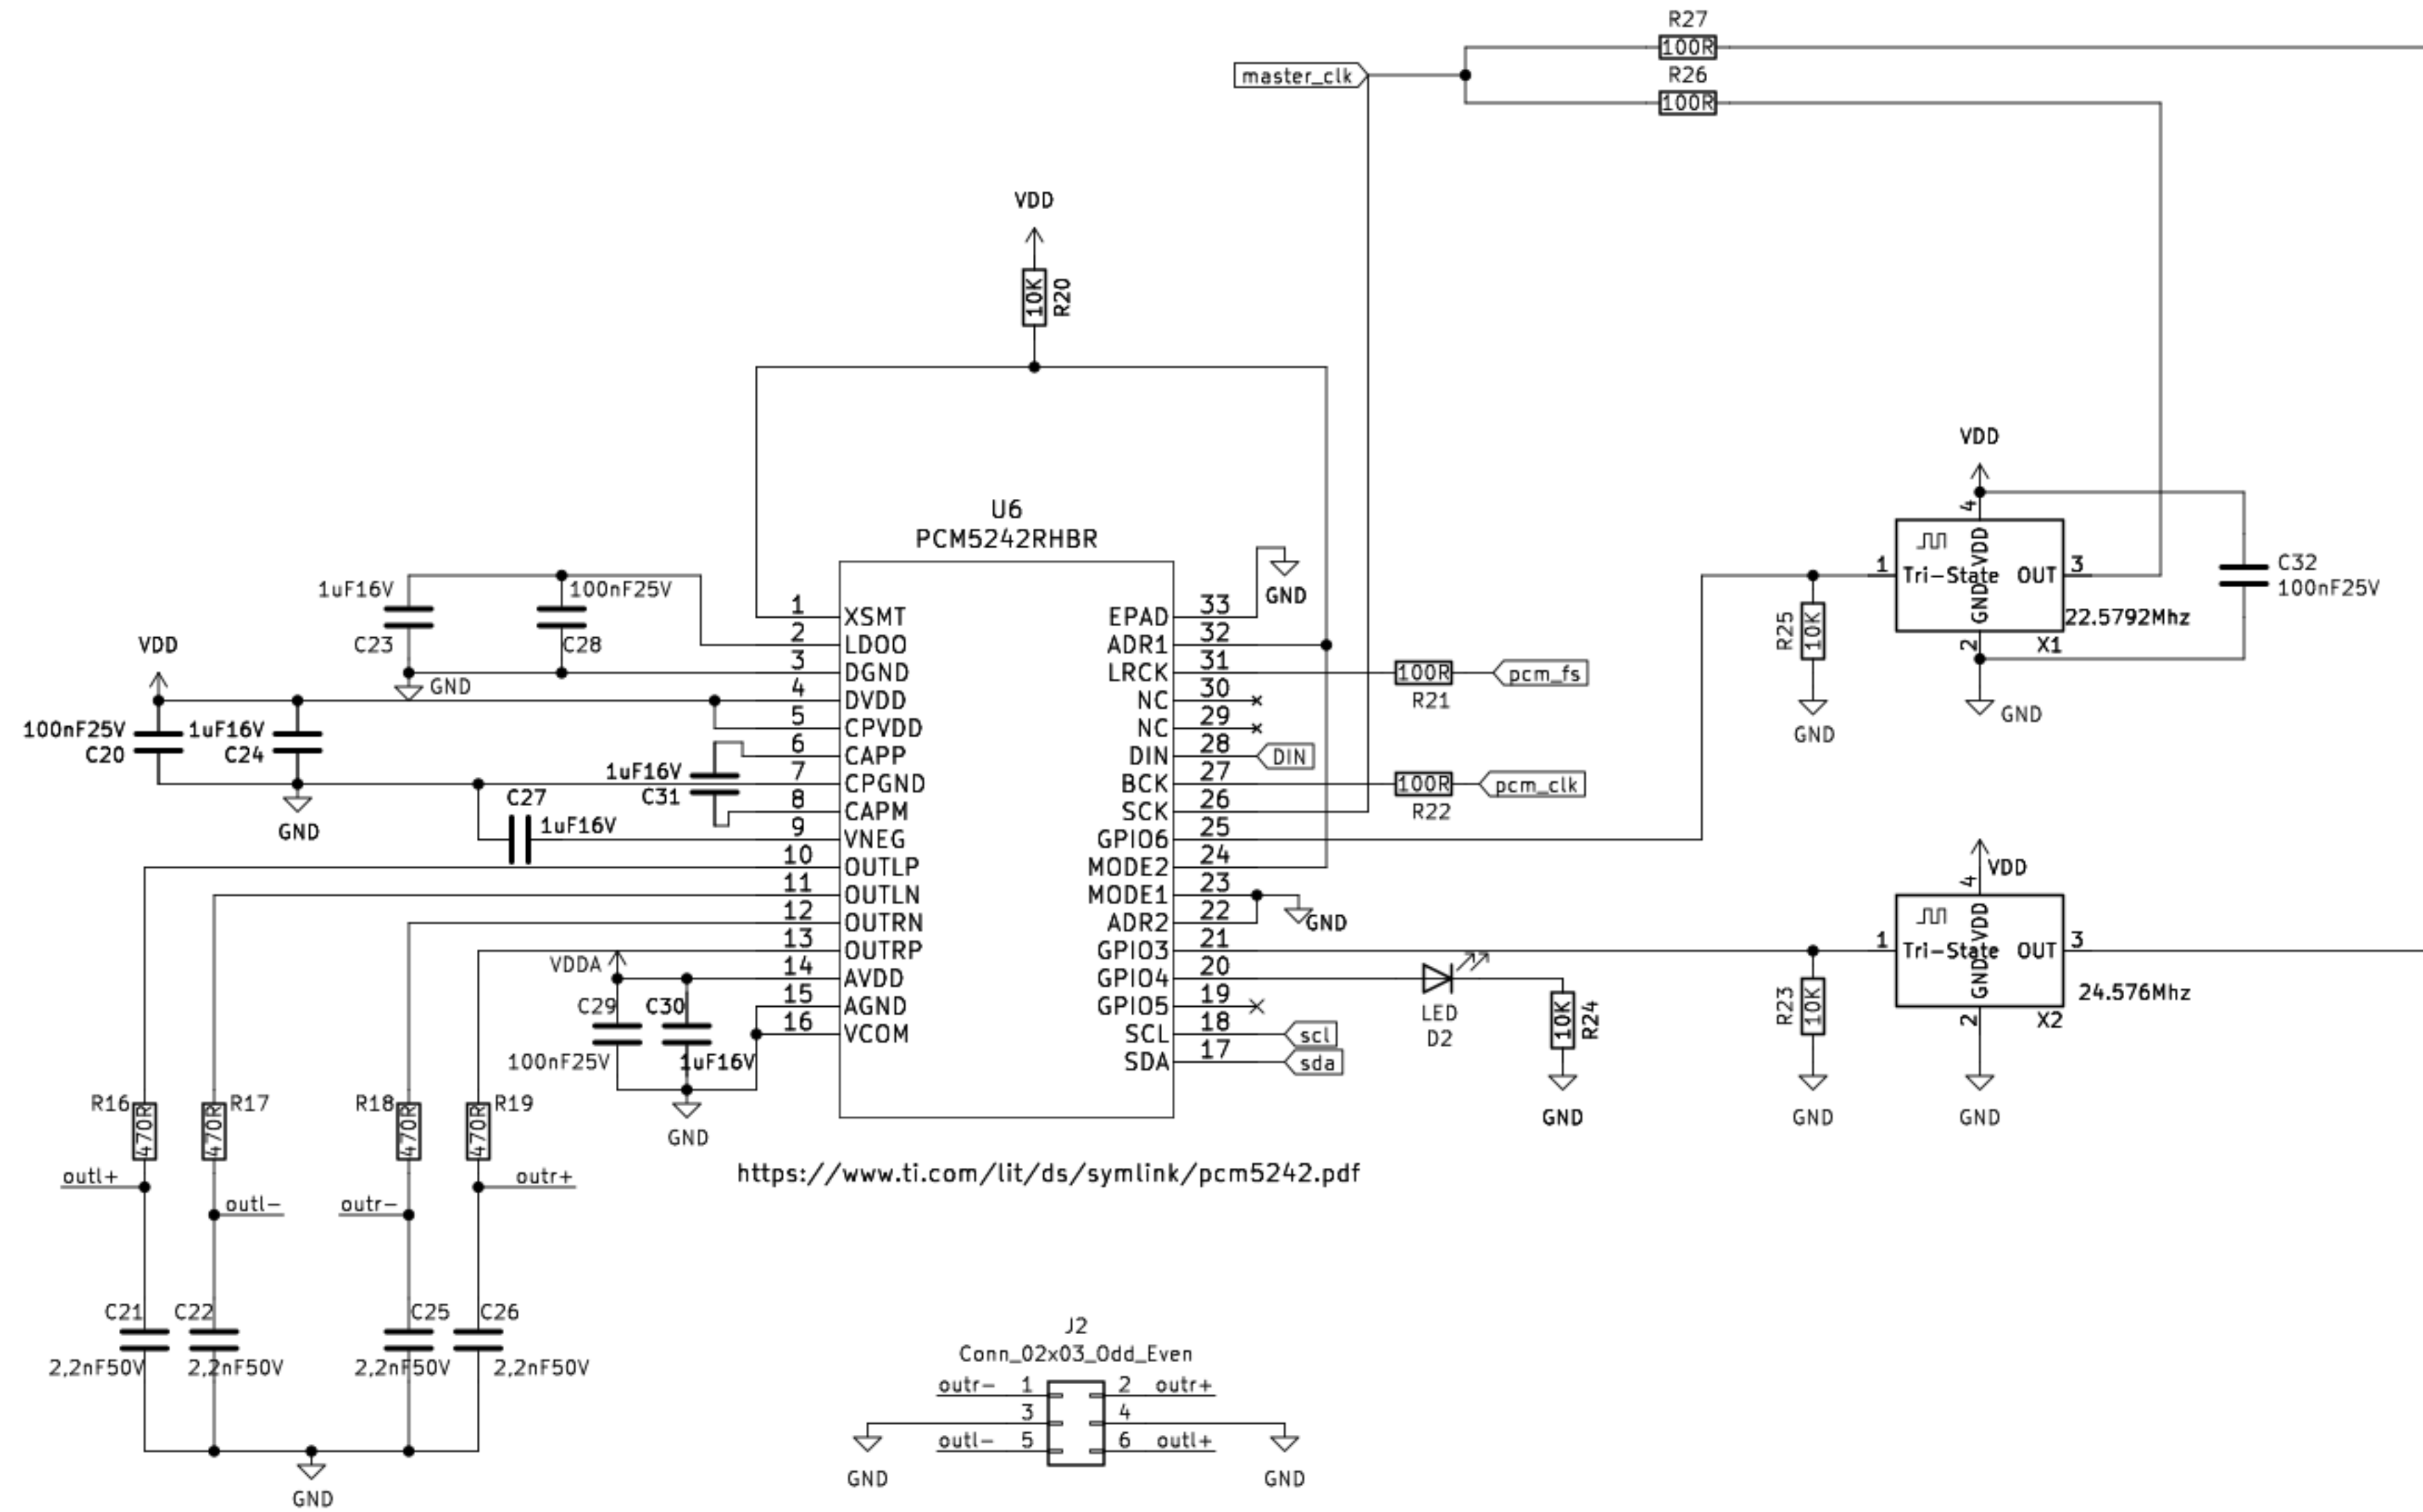 R27
100R
R26
100R
master_clk
VDD
10K
R20
VDD
U6
PCM5242RHBR
4
VDD
1 Tri-State OUT 3
GND
2
22.5792Mhz
X1
C32
100nF25V
R25
10K
GND
GND
1uF16V
C23
100nF25V
C28
GND
VDD
100nF25V
C20
1uF16V
C24
GND
C27
1uF16V
1uF16V
C31
1 XSMT
2 LDOO
3 DGND
4 DVDD
5 CPVDD
6 CAPP
7 CPGND
8 CAPM
9 VNEG
10 OUTLP
11 OUTLN
12 OUTRN
13 OUTRP
14 AVDD
15 AGND
16 VCOM
EPAD 33
ADR1 32
LRCK 31
NC 30
NC 29
DIN 28
BCK 27
SCK 26
GPIO6 25
MODE2 24
MODE1 23
ADR2 22
GPIO3 21
GPIO4 20
GPIO5 19
SCL 18
SDA 17
GND
100R
R21
pcm_fs
DIN
100R
R22
pcm_clk
GND
scl
sda
LED
D2
10K
R24
GND
VDD
4
VDD
1 Tri-State OUT 3
GND
2
24.576Mhz
X2
R23
10K
GND
GND
VDDA
C29
100nF25V
C30
1uF16V
GND
R16
470R
R17
470R
R18
470R
R19
470R
outl+
outl-
outr-
outr+
https://www.ti.com/lit/ds/symlink/pcm5242.pdf
C21
2,2nF50V
C22
2,2nF50V
C25
2,2nF50V
C26
2,2nF50V
GND
J2
Conn_02x03_Odd_Even
outr- 1 2 outr+
3 4
outl- 5 6 outl+
GND
GND